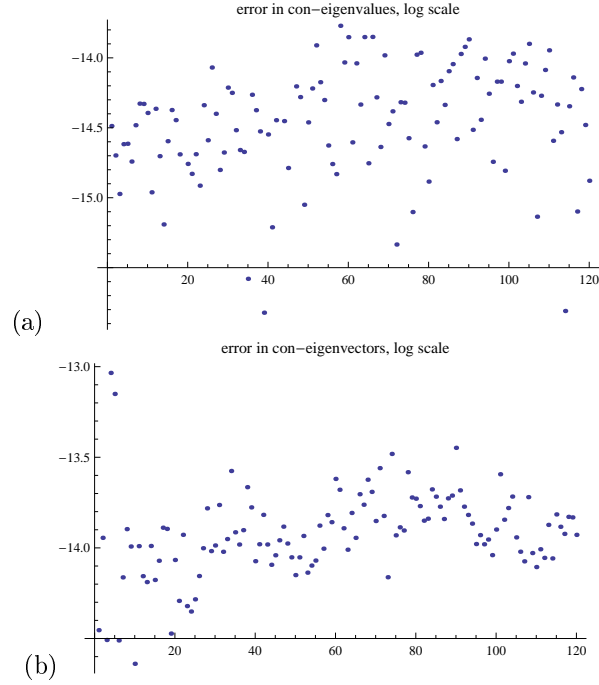 error in con−eigenvalues, log scale
−14.0
−14.5
−15.0
20 40 60 80 100 120
(a)
error in con−eigenvectors, log scale
−13.0
−13.5
−14.0
20 40 60 80 100 120
(b)